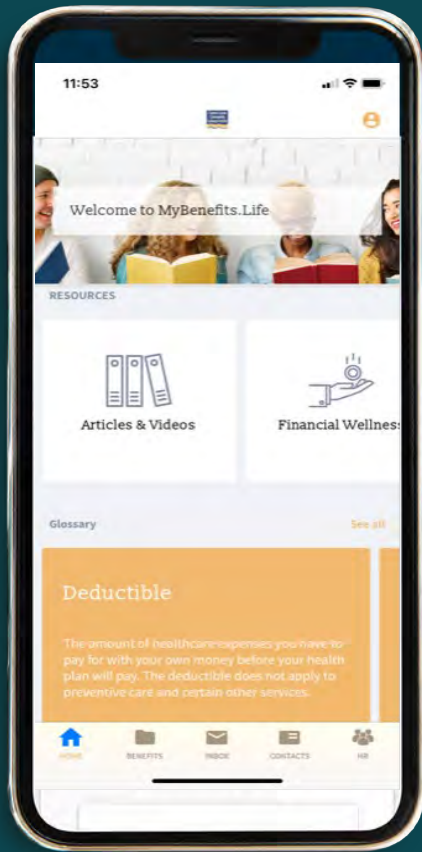 11:53
Welcome to MyBenefits.Life
RESOURCES
Articles & Videos
Financial Wellness
Glossary
See all
Deductible
The amount of healthcare expenses you have to
pay for with your own money before your health
plan will pay. The deductible does not apply to
preventive care and certain other services.
HOME
BENEFITS
INBOX
CONTACTS
HR